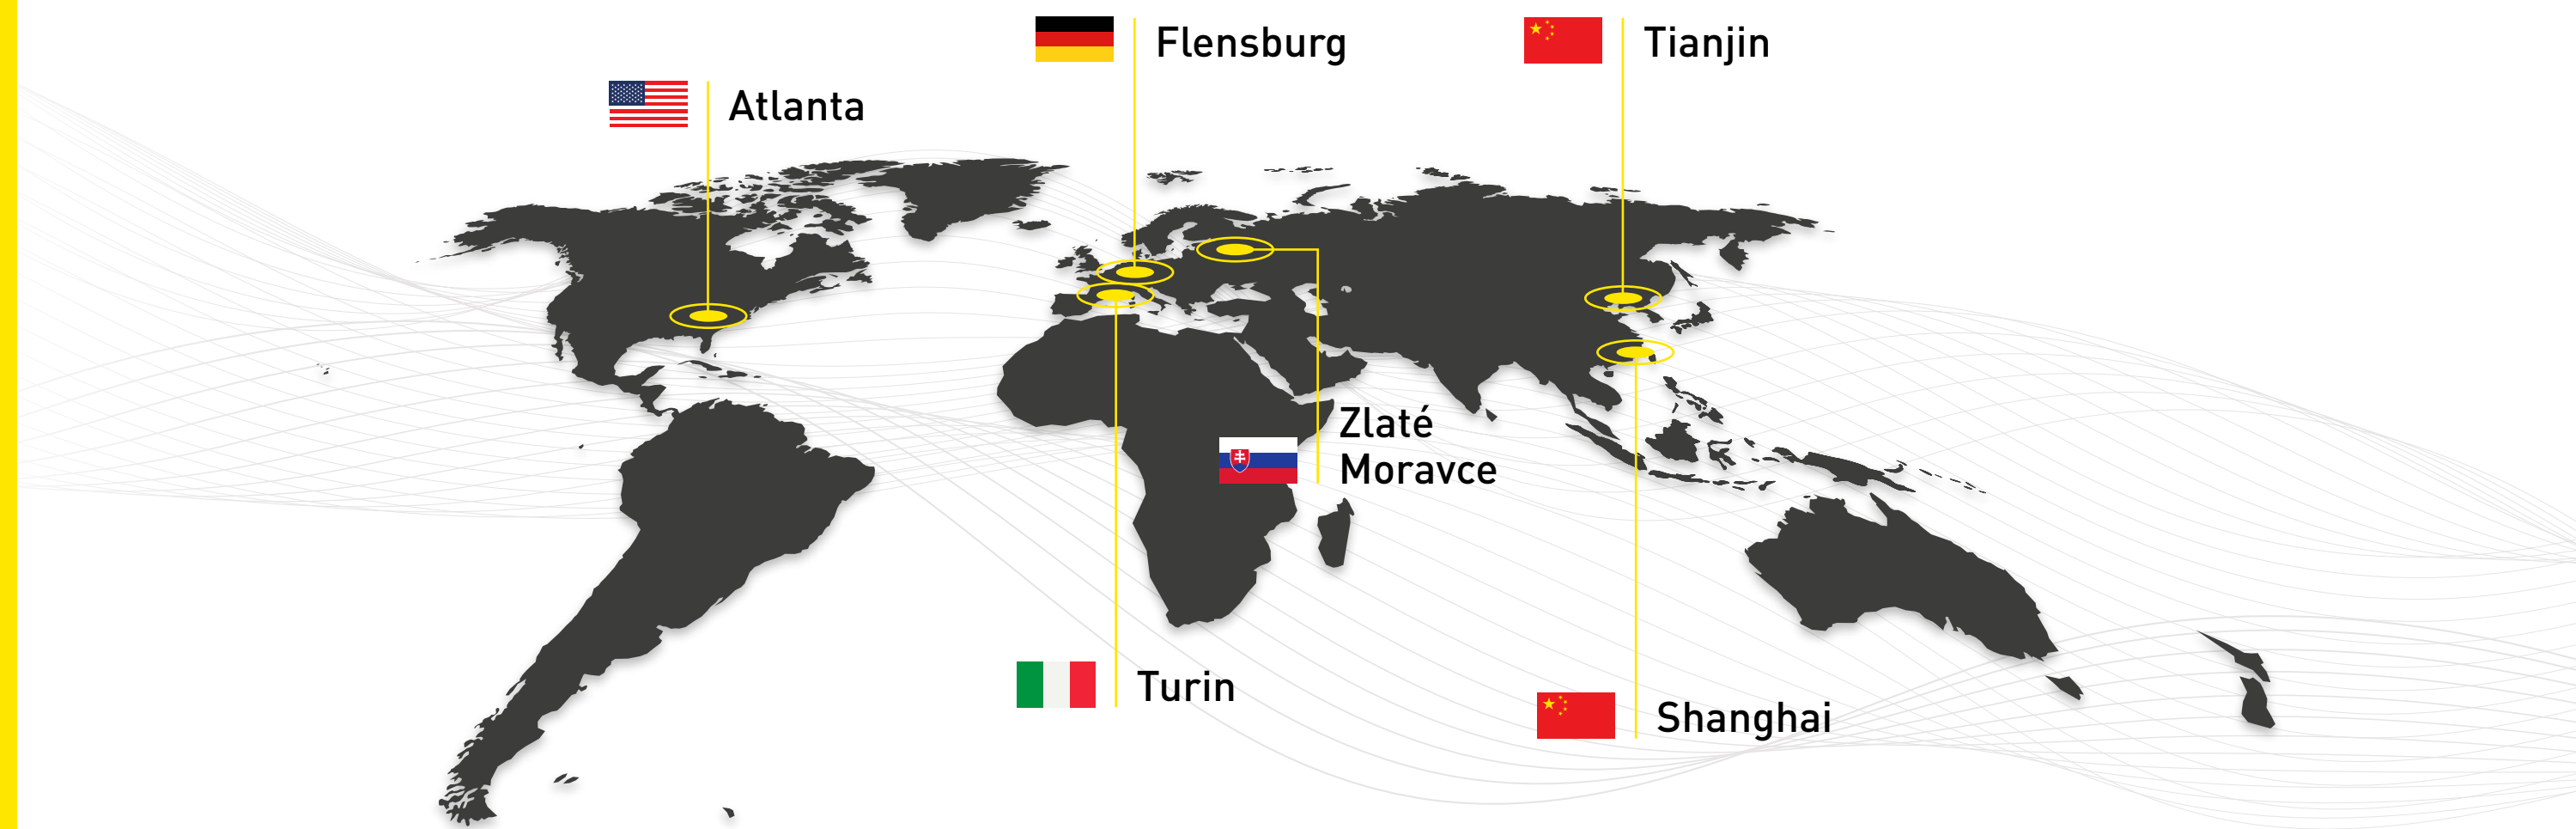 Flensburg
Tianjin
Atlanta
Zlaté
Moravce
Turin
Shanghai